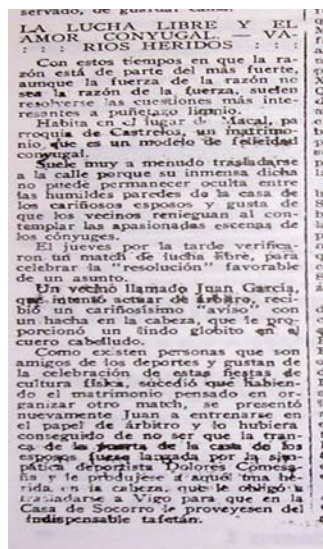 servado, de guardar cama.
LA LUCHA LIBRE Y EL
AMOR CONYUGAL. — VA-
: : : RIOS HERIDOS : : :
Con estos tiempos en que la ra-
zón está de parte del más fuerte,
aunque la fuerza de la razón no
sea la razón de la fuerza, suelen
resolverse las cuestiones más inte-
resantes a puñetazo limpio.
Habita en el lugar de Facal, pa
rroquia de Castrelos, un matrimo-
nio que es un modelo de felicidad
conyugal.
Suele muy a menudo trasladarse
a la calle porque su inmensa dicha
no puede permanecer oculta entre
las humildes paredes de la casa de
los cariñosos esposos y gusta de
que los vecinos renieguan al con-
templar las apasionadas escenas de
los cónyuges.
El jueves por la tarde verifica-
ron un match de lucha libre, para
celebrar la "resolución" favorable
de un asunto.
Un vecino llamado Juan García,
que intentó actuar de árbitro, reci-
bió un cariñosísimo "aviso" con
un hacha en la cabeza, que le pro-
porcionó un lindo globito en el
cuero cabelludo.
Como existen personas que son
amigos de los deportes y gustan de
la celebración de estas fiestas de
cultura física, sucedió que habien-
do el matrimonio pensado en or-
ganizar otro match, se presentó
nuevamente Juan a entrenarse en
el papel de árbitro y lo hubiera
conseguido de no ser que la tran-
ca de la puerta de la casa de los
esposos fuese lanzada por la sim-
pática deportista Dolores Comesa-
ña y le produjese a aquél una he-
rida en la cabeza, que le obligó a
trasladarse a Vigo para que en la
Casa de Socorro le proveyesen del
indispensable tafetán.